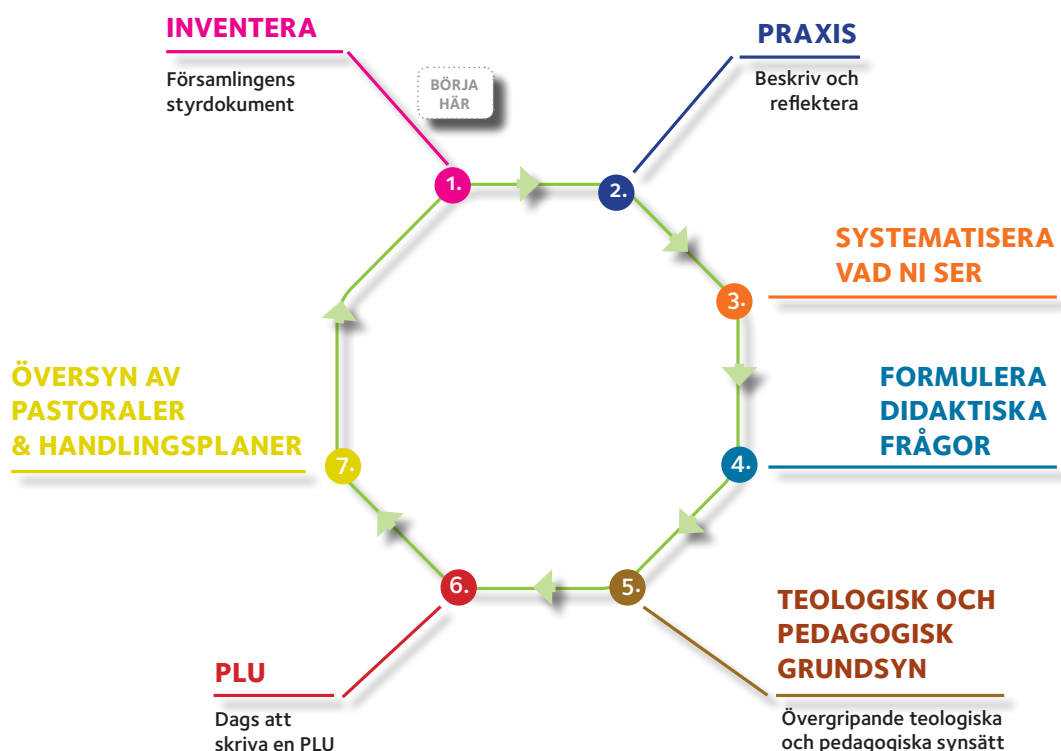 INVENTERA
Församlingens
styrdokument
BÖRJA
HÄR
1.
PRAXIS
Beskriv och
reflektera
2.
SYSTEMATISERA
VAD NI SER
3.
FORMULERA
DIDAKTISKA
FRÅGOR
4.
TEOLOGISK OCH
PEDAGOGISK
GRUNDSYN
Övergripande teologiska
och pedagogiska synsätt
5.
PLU
Dags att
skriva en PLU
6.
ÖVERSYN AV
PASTORALER
& HANDLINGSPLANER
7.